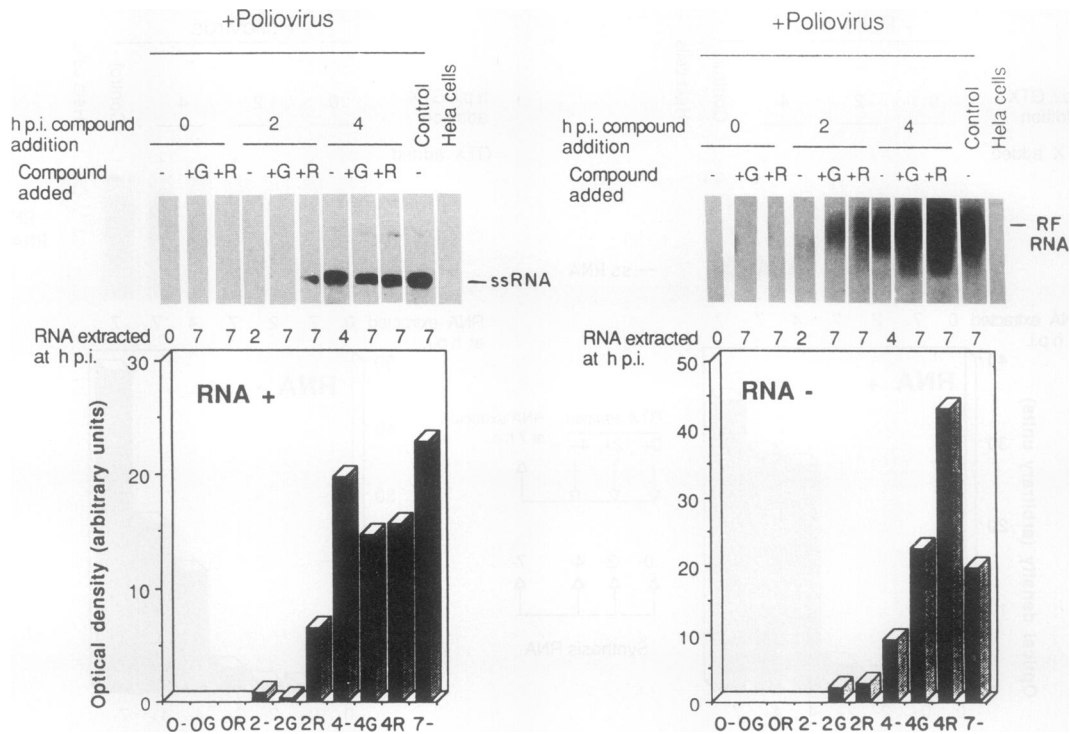 +Poliovirus
h p.i. compound addition
0 2 4
Control
Hela cells
Compound added
- +G +R - +G +R - +G +R -
ssRNA
RNA extracted at h p.i.
0 7 7 2 7 7 4 7 7 7
30
20
10
0
Optical density (arbitrary units)
RNA +
0- 0G 0R 2- 2G 2R 4- 4G 4R 7-
+Poliovirus
h p.i. compound addition
0 2 4
Control
Hela cells
Compound added
- +G +R - +G +R - +G +R -
RF
RNA
RNA extracted at h p.i.
0 7 7 2 7 7 4 7 7 7
50
40
30
20
10
0
RNA -
0- 0G 0R 2- 2G 2R 4- 4G 4R 7-